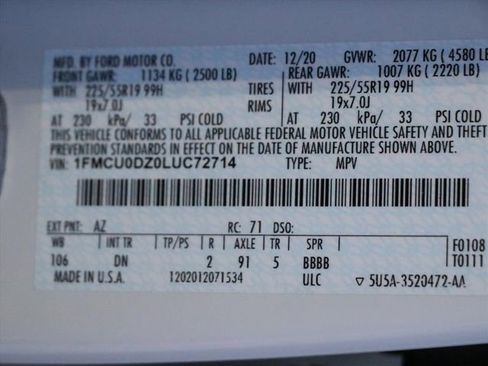 MFD. BY FORD MOTOR CO. DATE: 12/20 GVWR: 2077 KG ( 4580 LB
FRONT GAWR: 1134 KG ( 2500 LB) REAR GAWR: 1007 KG ( 2220 LB)
WITH 225/55R19 99H TIRES WITH 225/55R19 99H
19x7.0J RIMS 19x7.0J
AT 230 kPa/ 33 PSI COLD AT 230 kPa/ 33 PSI COLD
THIS VEHICLE CONFORMS TO ALL APPLICABLE FEDERAL MOTOR VEHICLE SAFETY AND THEFT
PREVENTION STANDARDS IN EFFECT ON THE DATE OF MANUFACTURE SHOWN ABOVE.
VIN: 1FMCU0DZ0LUC72714 TYPE: MPV
EXT PNT: AZ RC: 71 DSO:
WB INT TR TP/PS R AXLE TR SPR F0108
106 DN 2 91 5 BBBB T0111
MADE IN U.S.A. 1202012071534 ULC ▽ 5U5A-3520472-AA